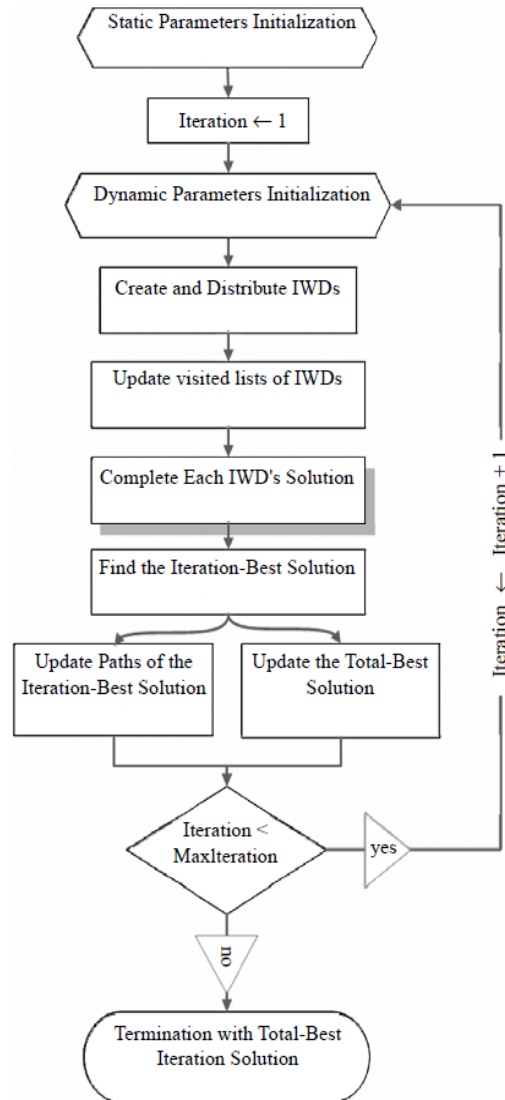 Static Parameters Initialization
Iteration ← 1
Dynamic Parameters Initialization
Create and Distribute IWDs
Update visited lists of IWDs
Complete Each IWD's Solution
Find the Iteration-Best Solution
Update Paths of the
Iteration-Best Solution
Update the Total-Best
Solution
Iteration <
MaxIteration
yes
Iteration ← Iteration + 1
no
Termination with Total-Best
Iteration Solution